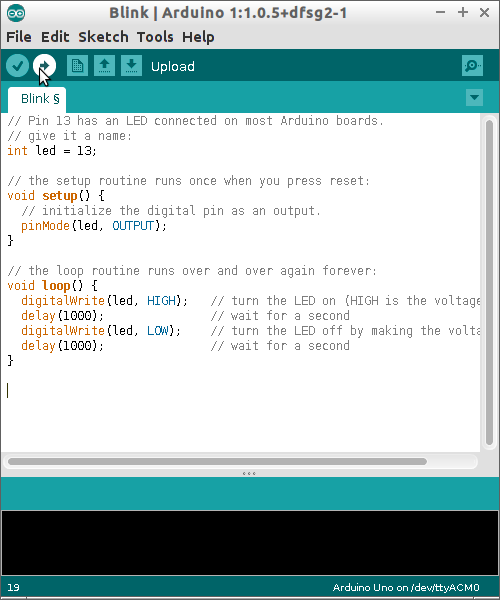 Blink | Arduino 1:1.0.5+dfsg2-1
File Edit Sketch Tools Help
Upload
Blink §
// Pin 13 has an LED connected on most Arduino boards.
// give it a name:
int led = 13;
// the setup routine runs once when you press reset:
void setup() {
// initialize the digital pin as an output.
pinMode(led, OUTPUT);
}
// the loop routine runs over and over again forever:
void loop() {
digitalWrite(led, HIGH); // turn the LED on (HIGH is the voltage
delay(1000); // wait for a second
digitalWrite(led, LOW); // turn the LED off by making the volta
delay(1000); // wait for a second
}
19 Arduino Uno on /dev/ttyACM0